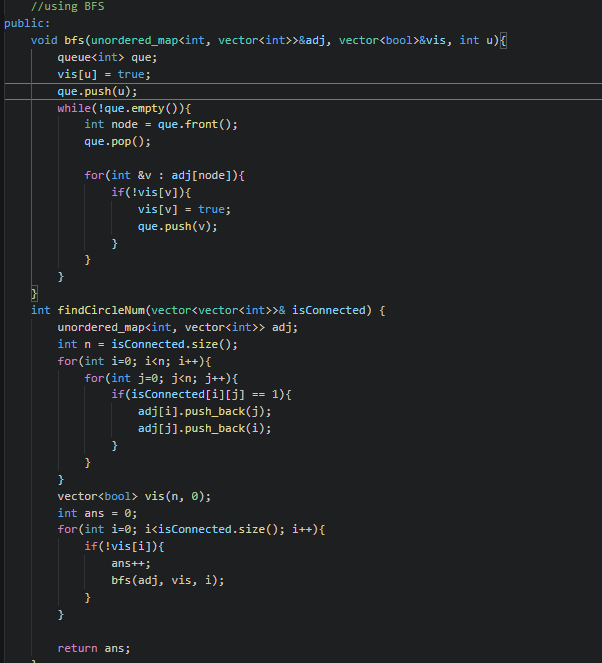 //using BFS
public:
    void bfs(unordered_map<int, vector<int>>&adj, vector<bool>&vis, int u){
        queue<int> que;
        vis[u] = true;
        que.push(u);
        while(!que.empty()){
            int node = que.front();
            que.pop();

            for(int &v : adj[node]){
                if(!vis[v]){
                    vis[v] = true;
                    que.push(v);
                }
            }
        }
    }
    int findCircleNum(vector<vector<int>>& isConnected) {
        unordered_map<int, vector<int>> adj;
        int n = isConnected.size();
        for(int i=0; i<n; i++){
            for(int j=0; j<n; j++){
                if(isConnected[i][j] == 1){
                    adj[i].push_back(j);
                    adj[j].push_back(i);
                }
            }
        }
        vector<bool> vis(n, 0);
        int ans = 0;
        for(int i=0; i<isConnected.size(); i++){
            if(!vis[i]){
                ans++;
                bfs(adj, vis, i);
            }
        }

        return ans;
    }